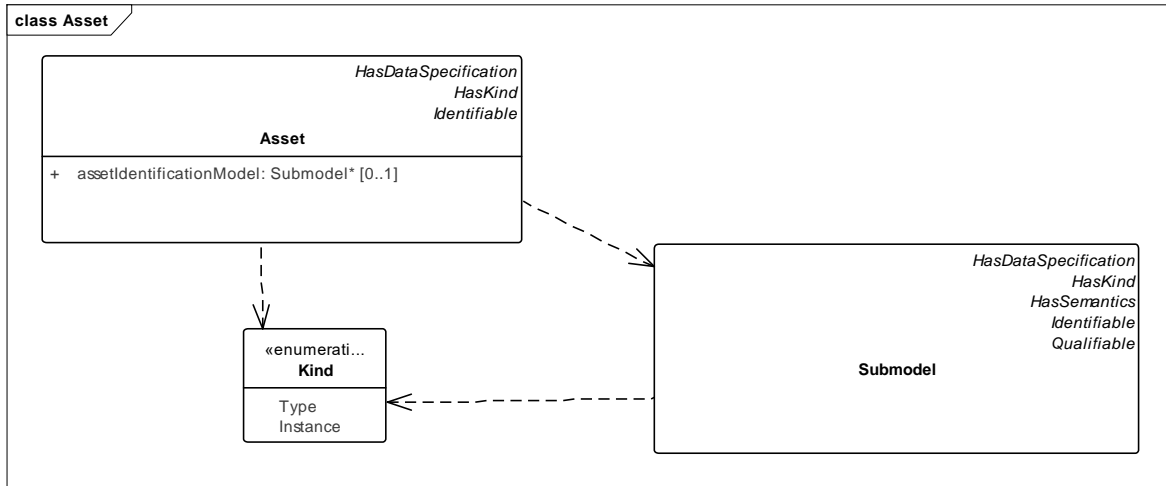 class Asset
HasDataSpecification
HasKind
Identifiable
Asset
+ assetIdentificationModel: Submodel* [0..1]
HasDataSpecification
HasKind
HasSemantics
Identifiable
Qualifiable
Submodel
«enumerati...
Kind
Type
Instance